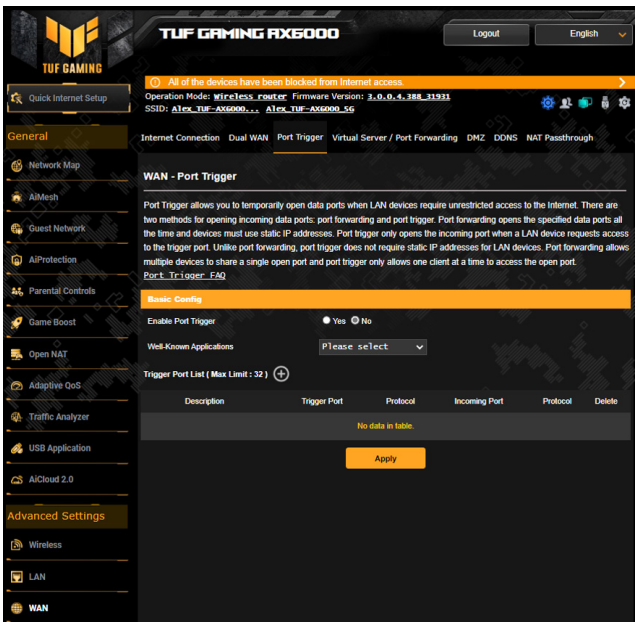 TUF GAMING
TUF GAMING AX6000
Logout
English
All of the devices have been blocked from Internet access.
Quick Internet Setup
Operation Mode: Wireless router Firmware Version: 3.0.0.4.388_31931
SSID: Alex_TUF-AX6000... Alex_TUF-AX6000_5G
General
Internet Connection Dual WAN Port Trigger Virtual Server / Port Forwarding DMZ DDNS NAT Passthrough
Network Map
AiMesh
Guest Network
AiProtection
Parental Controls
Game Boost
Open NAT
Adaptive QoS
Traffic Analyzer
USB Application
AiCloud 2.0
Advanced Settings
Wireless
LAN
WAN
WAN - Port Trigger
Port Trigger allows you to temporarily open data ports when LAN devices require unrestricted access to the Internet. There are
two methods for opening incoming data ports: port forwarding and port trigger. Port forwarding opens the specified data ports all
the time and devices must use static IP addresses. Port trigger only opens the incoming port when a LAN device requests access
to the trigger port. Unlike port forwarding, port trigger does not require static IP addresses for LAN devices. Port forwarding allows
multiple devices to share a single open port and port trigger only allows one client at a time to access the open port.
Port Trigger FAQ
Basic Config
Enable Port Trigger Yes No
Well-Known Applications Please select
Trigger Port List ( Max Limit : 32 )
Description Trigger Port Protocol Incoming Port Protocol Delete
No data in table.
Apply